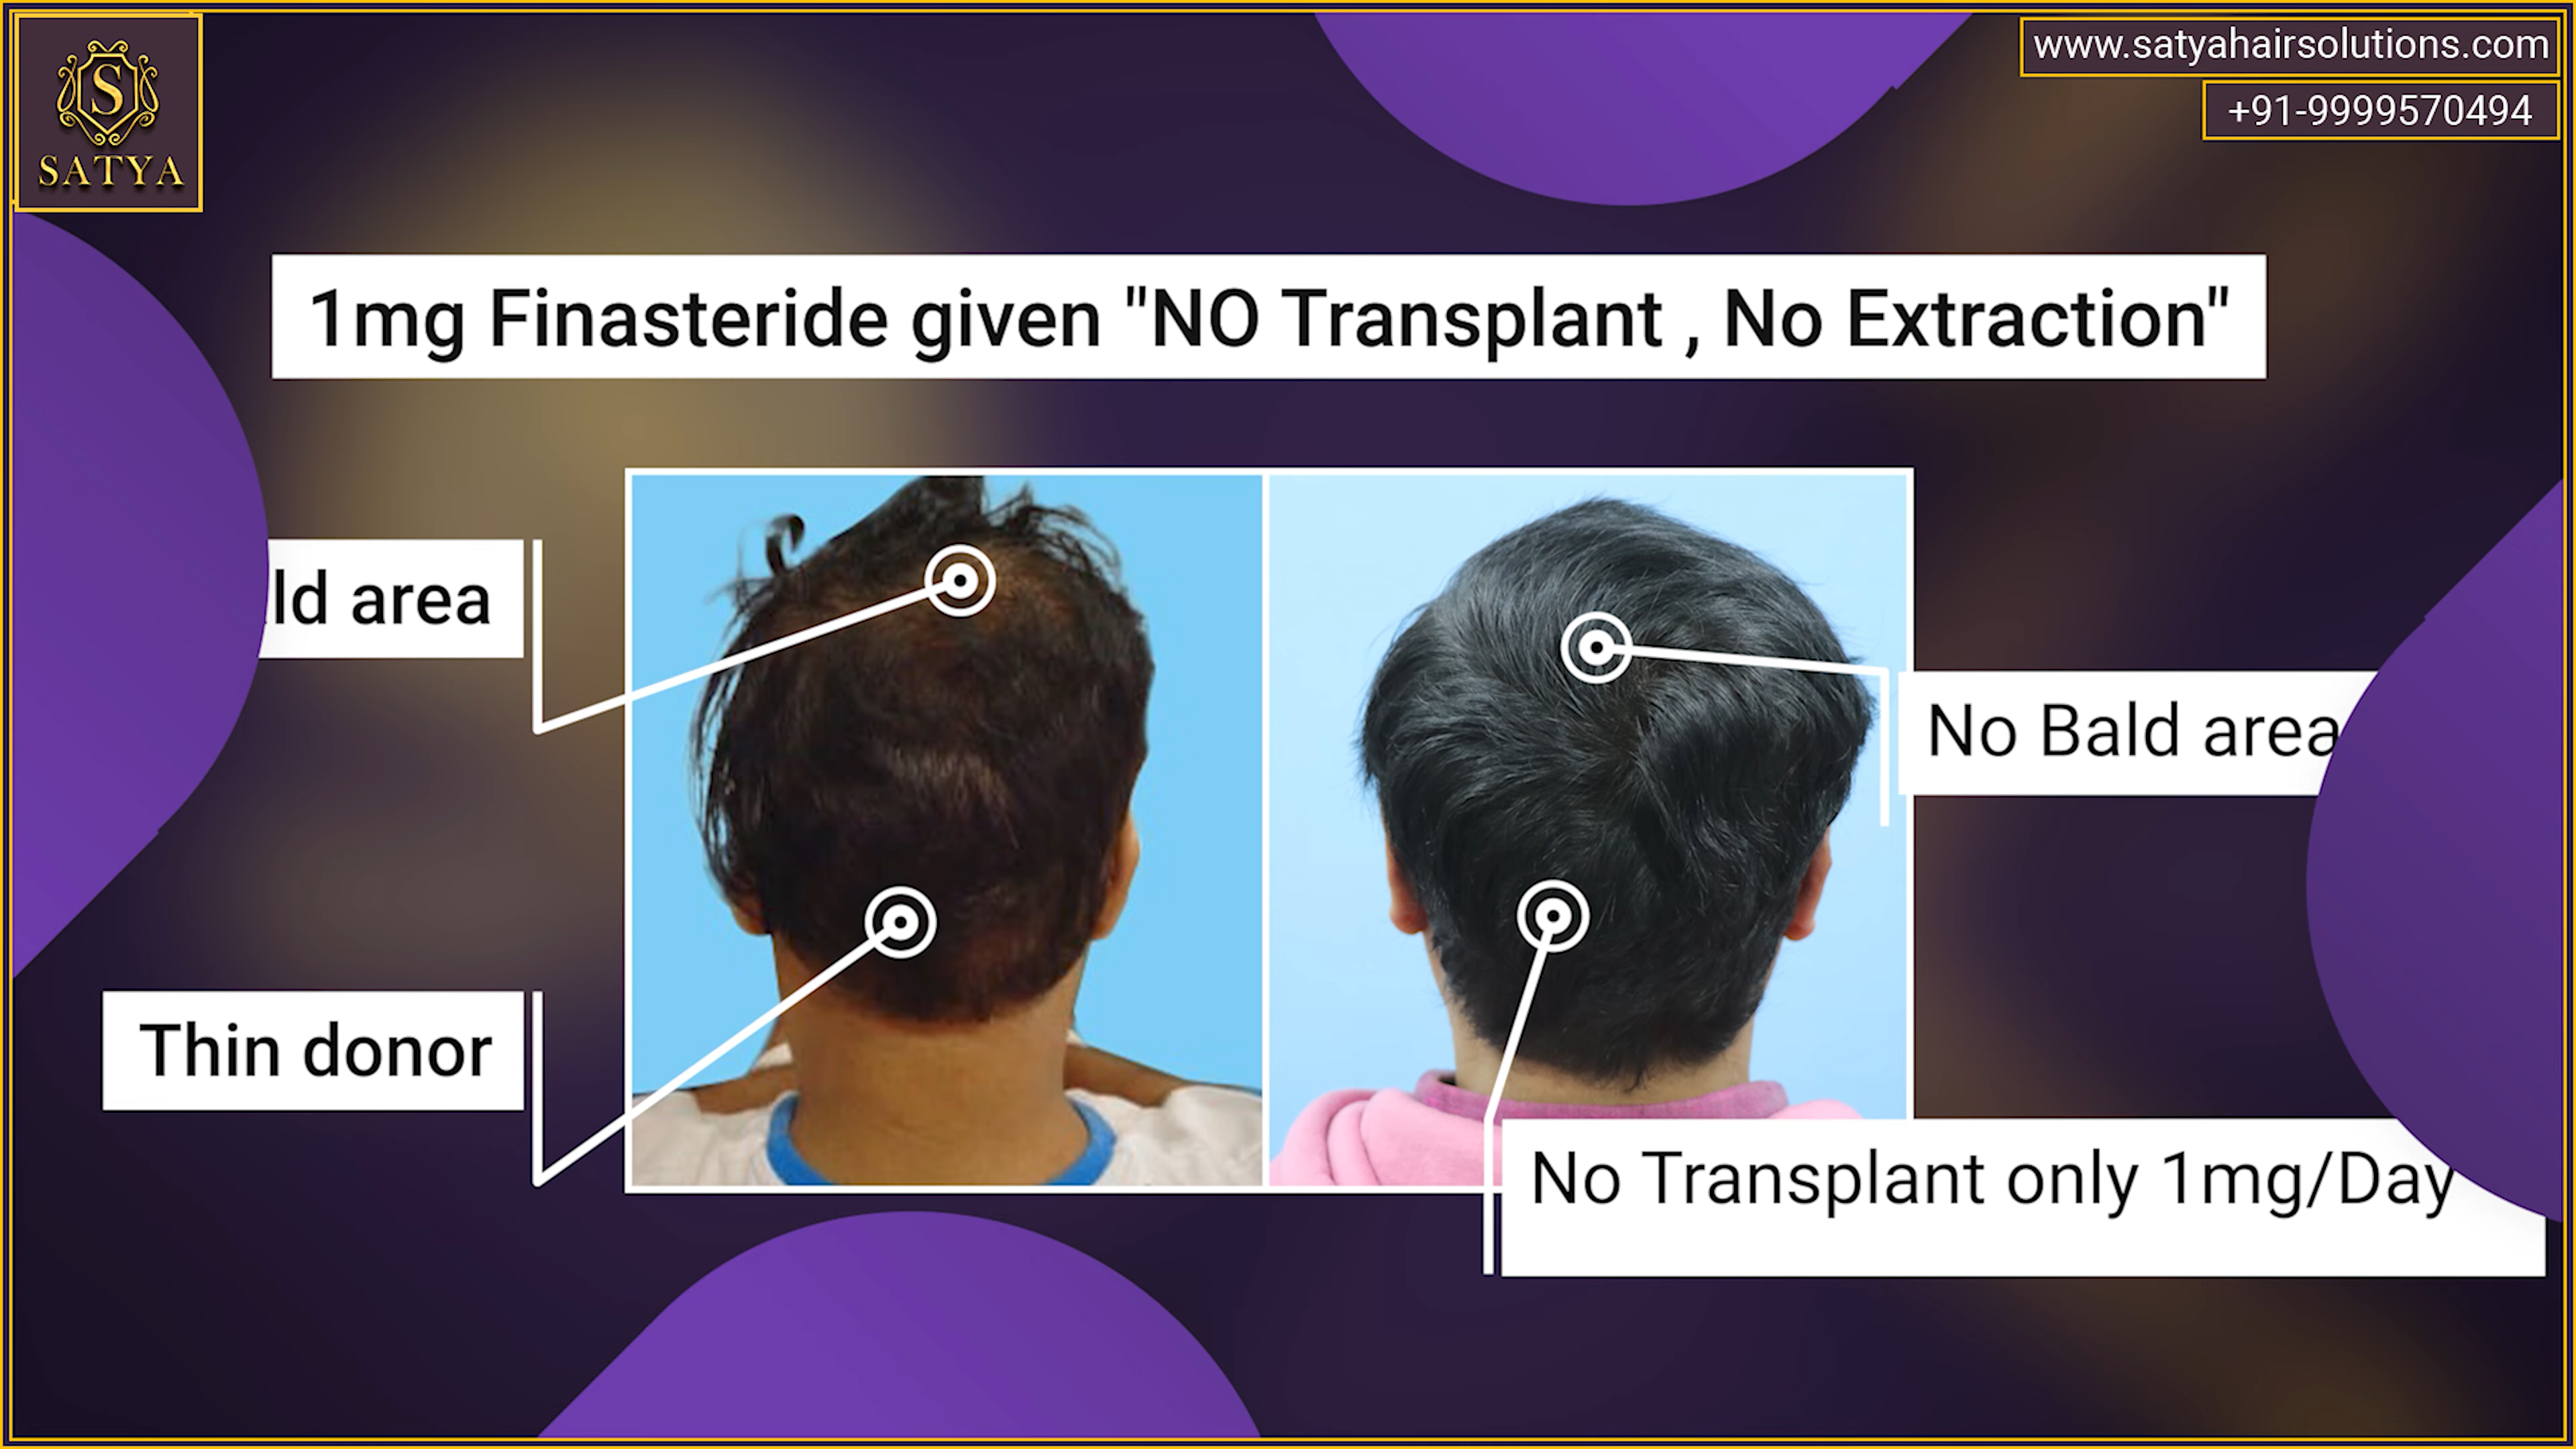 S
SATYA
www.satyahairsolutions.com
+91-9999570494
1mg Finasteride given "NO Transplant , No Extraction"
area
No Bald area
Thin donor
No Transplant only 1mg/Day